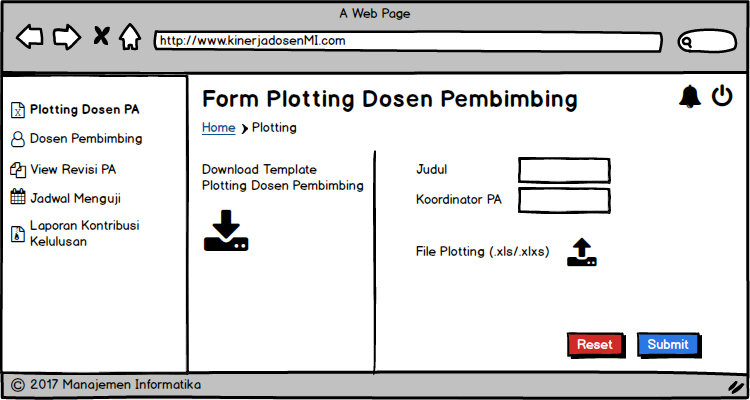 A Web Page
http://www.kinerjadosenMI.com
Plotting Dosen PA
Dosen Pembimbing
View Revisi PA
Jadwal Menguji
Laporan Kontribusi
Kelulusan
Form Plotting Dosen Pembimbing
Home > Plotting
Download Template
Plotting Dosen Pembimbing
Judul
Koordinator PA
File Plotting (.xls/.xlxs)
Reset Submit
© 2017 Manajemen Informatika